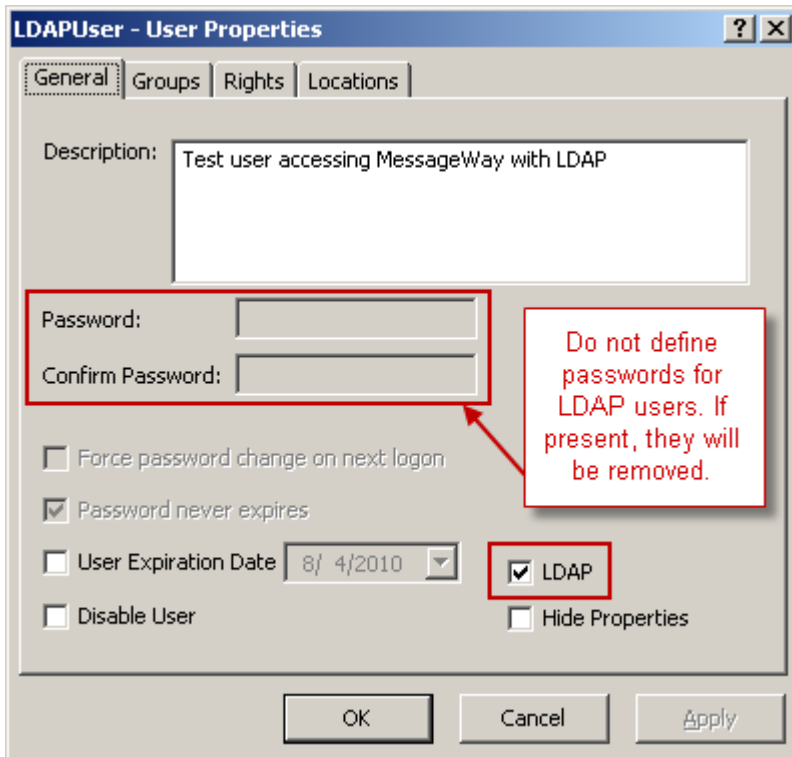 LDAPUser - User Properties
General Groups Rights Locations
Description: Test user accessing MessageWay with LDAP
Password:
Confirm Password:
Do not define
passwords for
LDAP users. If
present, they will
be removed.
Force password change on next logon
Password never expires
User Expiration Date 8/ 4/2010 LDAP
Disable User Hide Properties
OK Cancel Apply